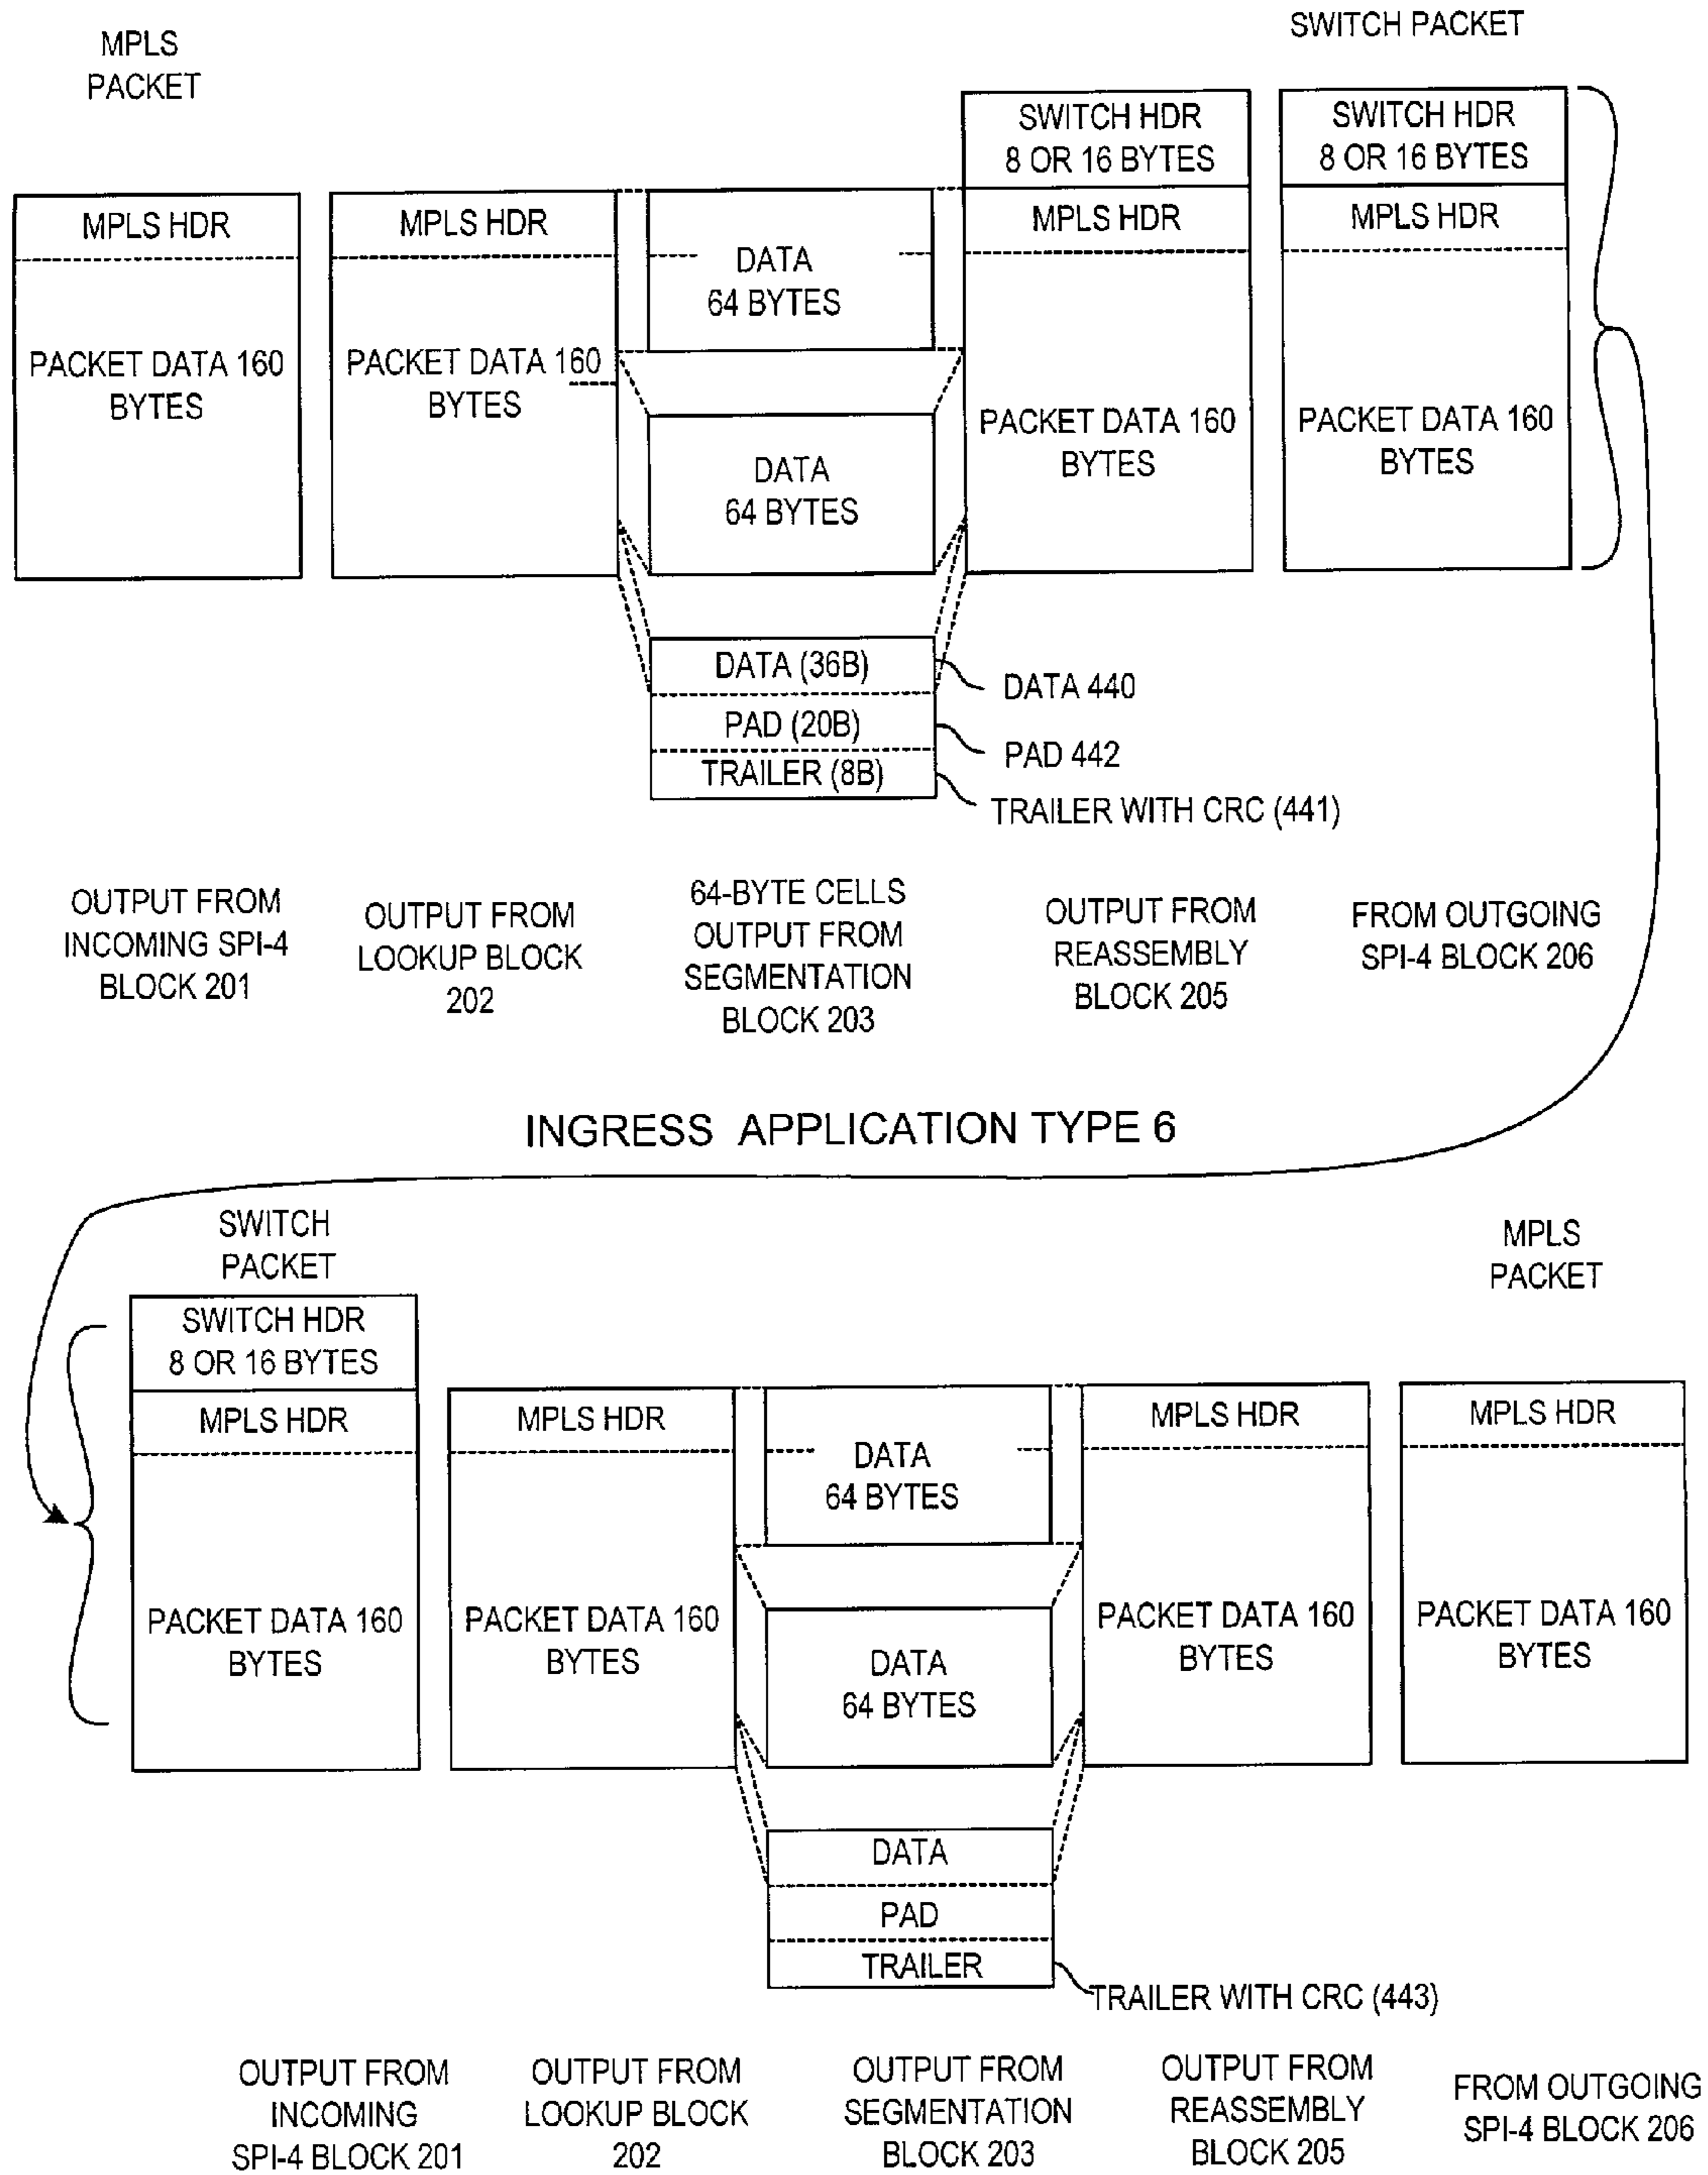 MPLS
PACKET
SWITCH PACKET
MPLS HDR
PACKET DATA 160
BYTES
MPLS HDR
PACKET DATA 160
BYTES
DATA
64 BYTES
DATA
64 BYTES
DATA (36B)
PAD (20B)
TRAILER (8B)
DATA 440
PAD 442
TRAILER WITH CRC (441)
SWITCH HDR
8 OR 16 BYTES
MPLS HDR
PACKET DATA 160
BYTES
SWITCH HDR
8 OR 16 BYTES
MPLS HDR
PACKET DATA 160
BYTES
OUTPUT FROM
INCOMING SPI-4
BLOCK 201
OUTPUT FROM
LOOKUP BLOCK
202
64-BYTE CELLS
OUTPUT FROM
SEGMENTATION
BLOCK 203
OUTPUT FROM
REASSEMBLY
BLOCK 205
FROM OUTGOING
SPI-4 BLOCK 206
INGRESS APPLICATION TYPE 6
SWITCH
PACKET
MPLS
PACKET
SWITCH HDR
8 OR 16 BYTES
MPLS HDR
PACKET DATA 160
BYTES
MPLS HDR
PACKET DATA 160
BYTES
DATA
64 BYTES
DATA
64 BYTES
DATA
PAD
TRAILER
TRAILER WITH CRC (443)
MPLS HDR
PACKET DATA 160
BYTES
MPLS HDR
PACKET DATA 160
BYTES
OUTPUT FROM
INCOMING
SPI-4 BLOCK 201
OUTPUT FROM
LOOKUP BLOCK
202
OUTPUT FROM
SEGMENTATION
BLOCK 203
OUTPUT FROM
REASSEMBLY
BLOCK 205
FROM OUTGOING
SPI-4 BLOCK 206